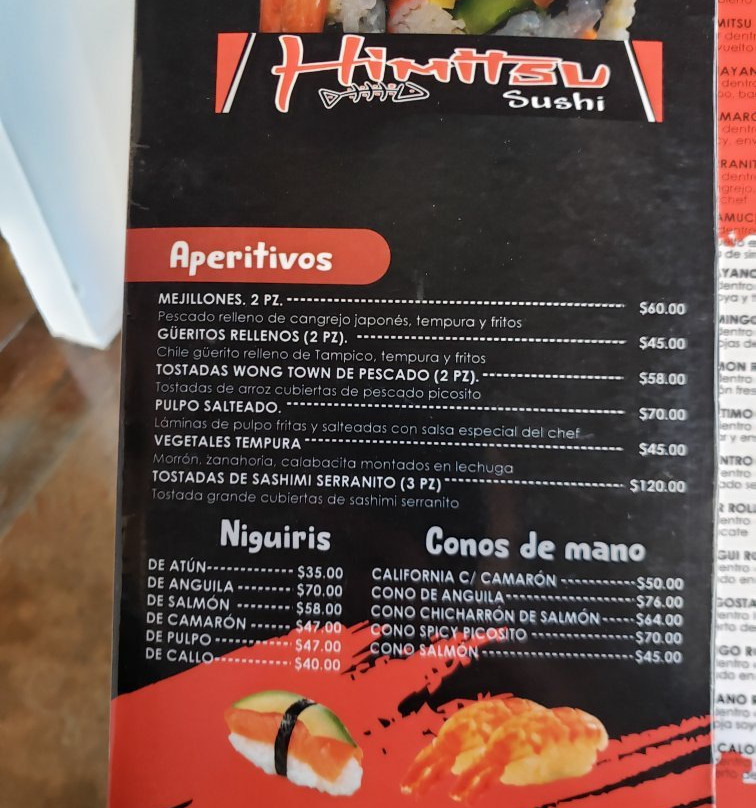 Himitsu
Sushi
Aperitivos
MEJILLONES. 2 PZ. $60.00
Pescado relleno de cangrejo japonés, tempura y fritos
GÜERITOS RELLENOS (2 PZ). $45.00
Chile güerito relleno de Tampico, tempura y fritos
TOSTADAS WONG TOWN DE PESCADO (2 PZ). $58.00
Tostadas de arroz cubiertas de pescado picosito
PULPO SALTEADO. $70.00
Láminas de pulpo fritas y salteadas con salsa especial del chef
VEGETALES TEMPURA $45.00
Morrón, zanahoria, calabacita montados en lechuga
TOSTADAS DE SASHIMI SERRANITO (3 PZ) $120.00
Tostada grande cubiertas de sashimi serranito
Niguiris
DE ATÚN $35.00
DE ANGUILA $70.00
DE SALMÓN $58.00
DE CAMARÓN $47.00
DE PULPO $47.00
DE CALLO $40.00
Conos de mano
CALIFORNIA C/ CAMARÓN $50.00
CONO DE ANGUILA $76.00
CONO CHICHARRÓN DE SALMÓN $64.00
CONO SPICY PICOSITO $70.00
CONO SALMÓN $45.00